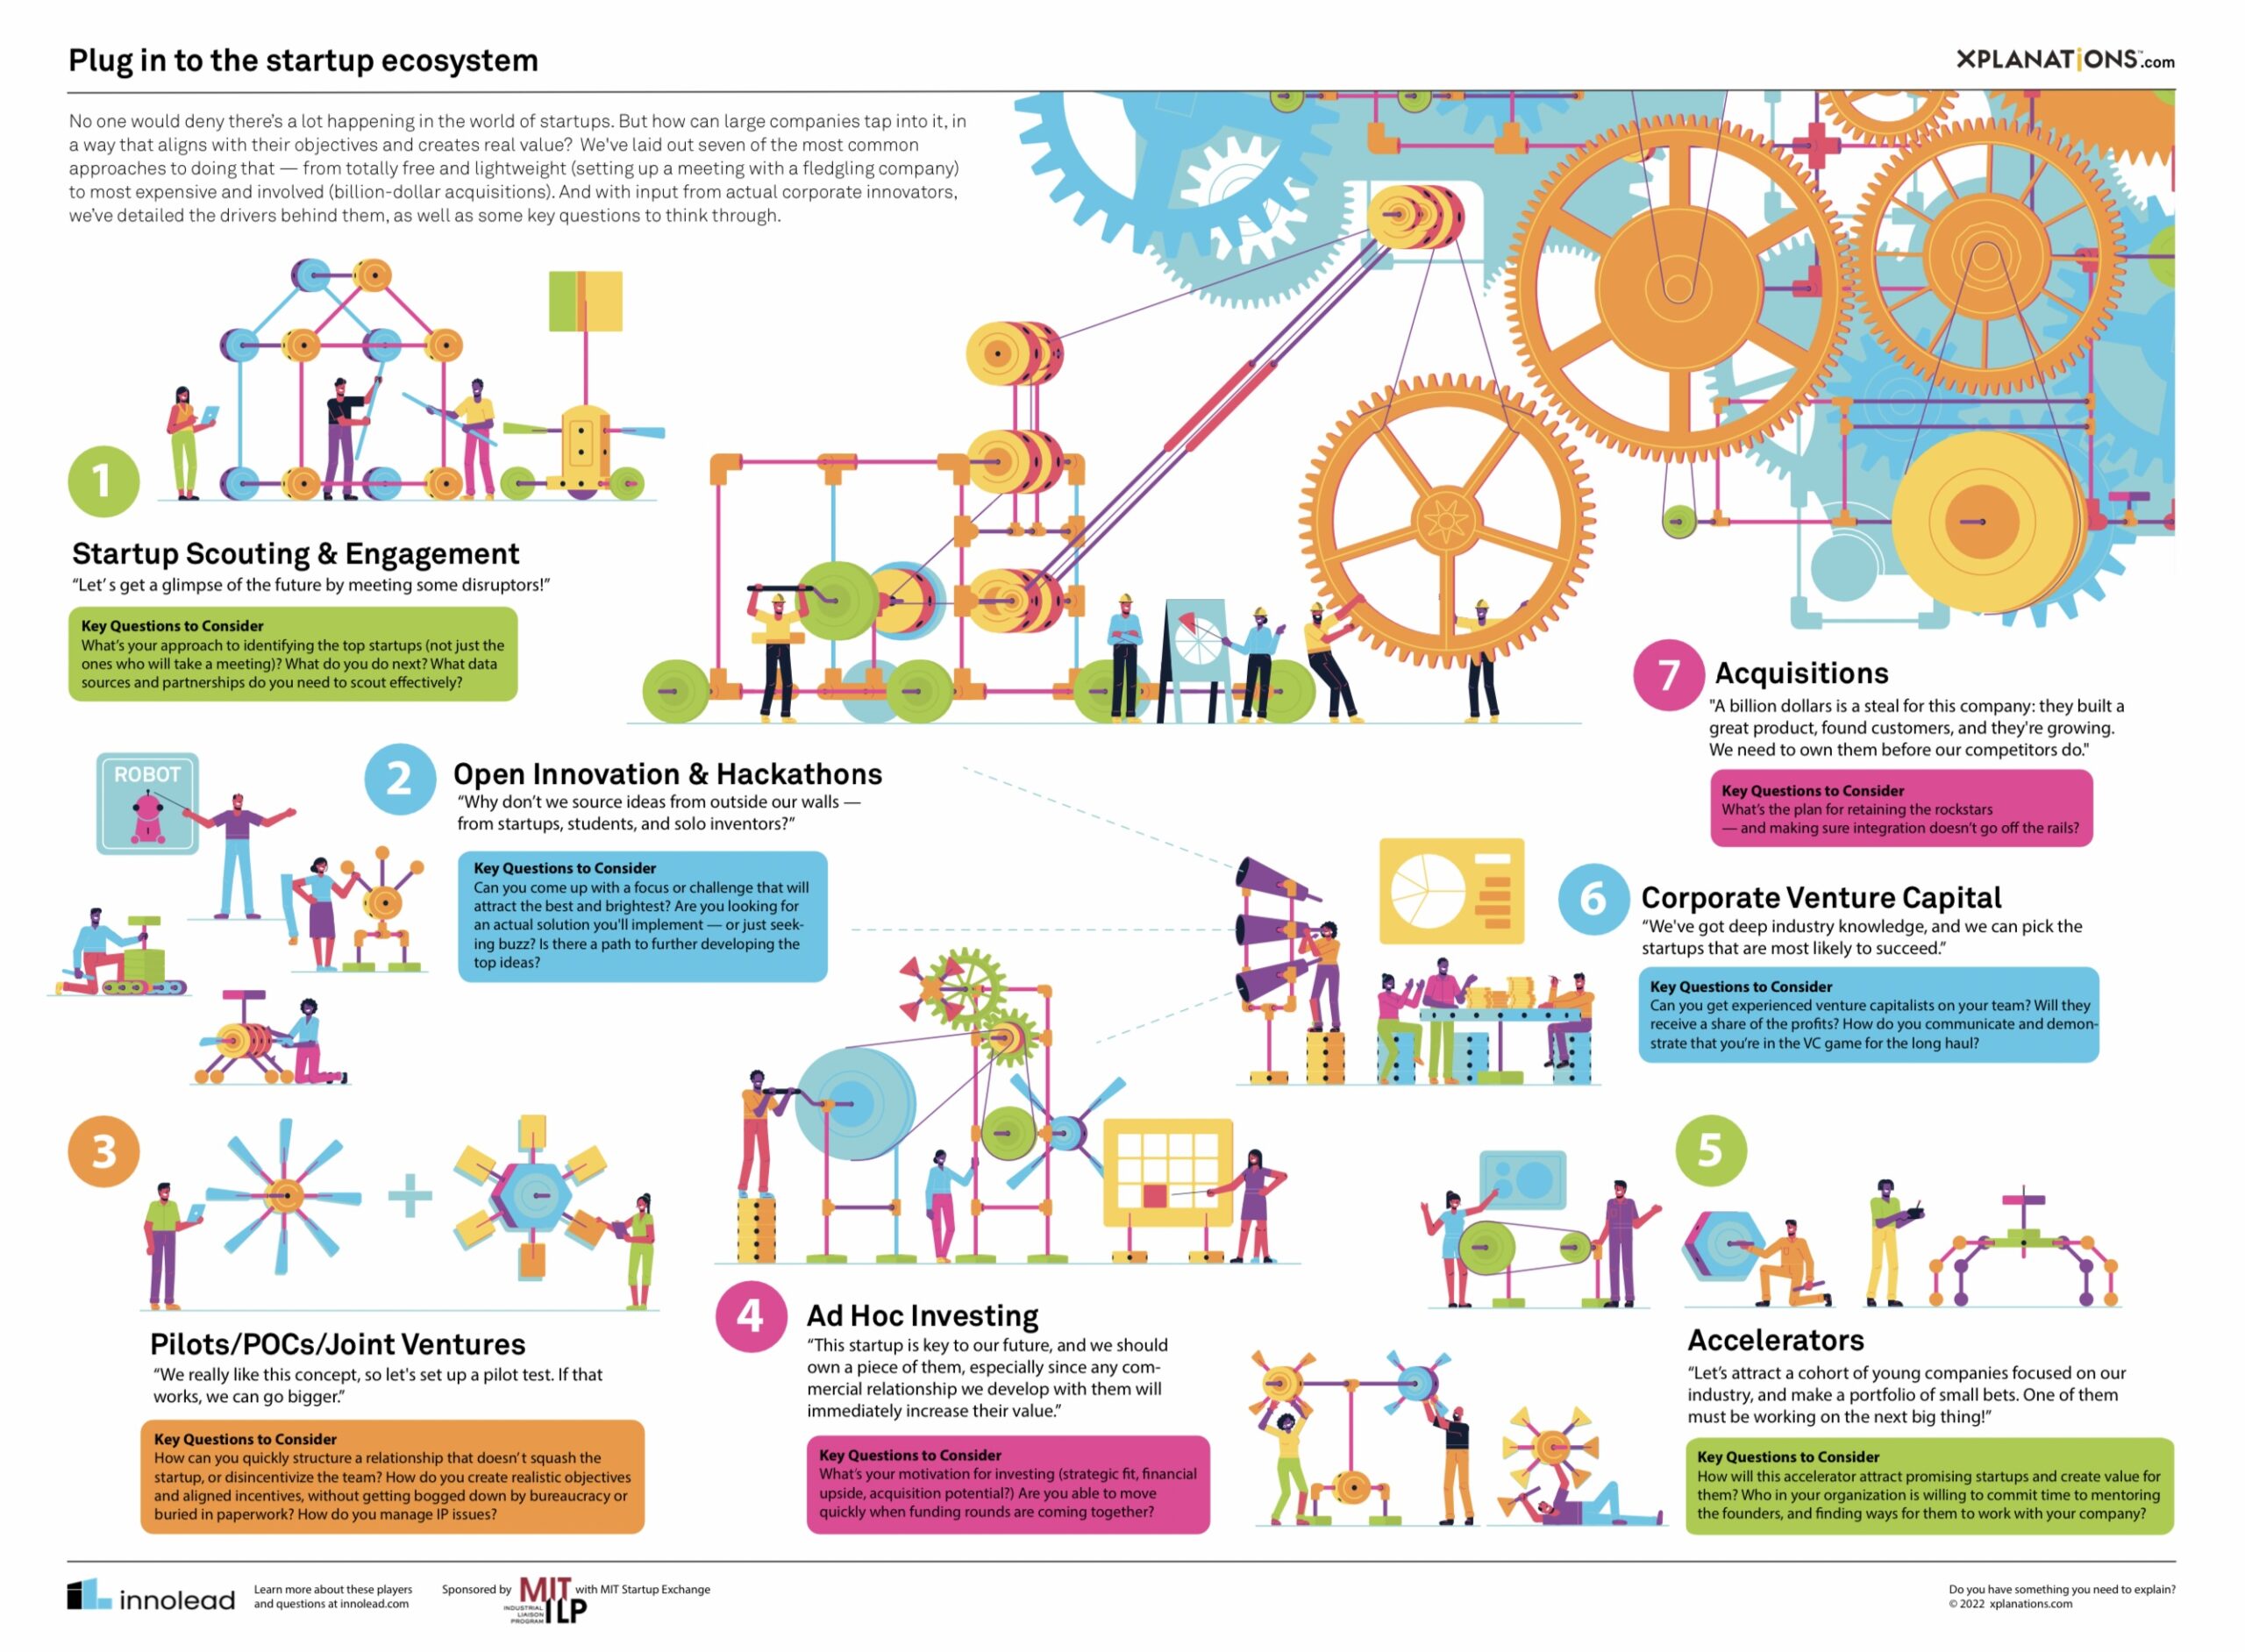 Plug in to the startup ecosystem
XPLANATiONS™.com
No one would deny there's a lot happening in the world of startups. But how can large companies tap into it, in
a way that aligns with their objectives and creates real value? We've laid out seven of the most common
approaches to doing that — from totally free and lightweight (setting up a meeting with a fledgling company)
to most expensive and involved (billion-dollar acquisitions). And with input from actual corporate innovators,
we've detailed the drivers behind them, as well as some key questions to think through.
1
Startup Scouting & Engagement
“Let's get a glimpse of the future by meeting some disruptors!”
Key Questions to Consider
What's your approach to identifying the top startups (not just the
ones who will take a meeting)? What do you do next? What data
sources and partnerships do you need to scout effectively?
ROBOT
2
Open Innovation & Hackathons
“Why don't we source ideas from outside our walls —
from startups, students, and solo inventors?”
Key Questions to Consider
Can you come up with a focus or challenge that will
attract the best and brightest? Are you looking for
an actual solution you'll implement — or just seek-
ing buzz? Is there a path to further developing the
top ideas?
3
Pilots/POCs/Joint Ventures
“We really like this concept, so let's set up a pilot test. If that
works, we can go bigger.”
Key Questions to Consider
How can you quickly structure a relationship that doesn't squash the
startup, or disincentivize the team? How do you create realistic objectives
and aligned incentives, without getting bogged down by bureaucracy or
buried in paperwork? How do you manage IP issues?
4
Ad Hoc Investing
“This startup is key to our future, and we should
own a piece of them, especially since any com-
mercial relationship we develop with them will
immediately increase their value.”
Key Questions to Consider
What's your motivation for investing (strategic fit, financial
upside, acquisition potential?) Are you able to move
quickly when funding rounds are coming together?
5
Accelerators
“Let's attract a cohort of young companies focused on our
industry, and make a portfolio of small bets. One of them
must be working on the next big thing!”
Key Questions to Consider
How will this accelerator attract promising startups and create value for
them? Who in your organization is willing to commit time to mentoring
the founders, and finding ways for them to work with your company?
6
Corporate Venture Capital
“We've got deep industry knowledge, and we can pick the
startups that are most likely to succeed.”
Key Questions to Consider
Can you get experienced venture capitalists on your team? Will they
receive a share of the profits? How do you communicate and demon-
strate that you're in the VC game for the long haul?
7
Acquisitions
"A billion dollars is a steal for this company: they built a
great product, found customers, and they're growing.
We need to own them before our competitors do."
Key Questions to Consider
What's the plan for retaining the rockstars
— and making sure integration doesn't go off the rails?
innolead
Learn more about these players
and questions at innolead.com
Sponsored by
MIT
INDUSTRIAL
LIAISON
PROGRAM
ILP
with MIT Startup Exchange
Do you have something you need to explain?
© 2022 xplanations.com